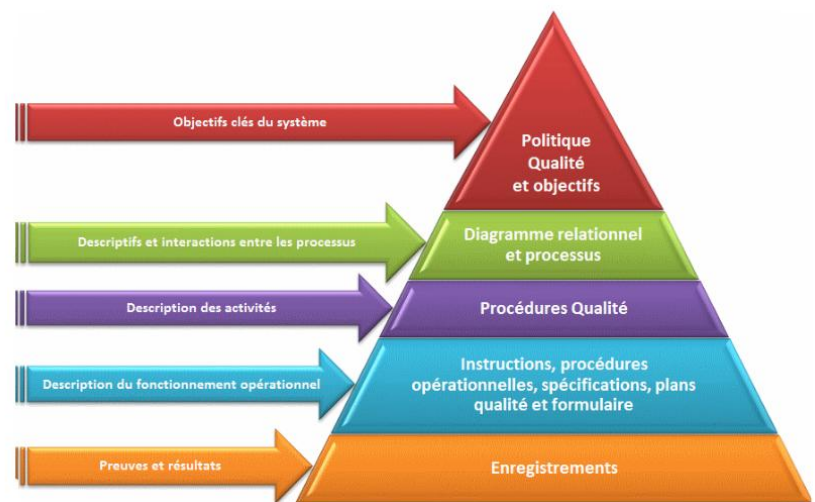 Objectifs clés du système
Politique
Qualité
et objectifs
Descriptifs et interactions entre les processus
Diagramme relationnel
et processus
Description des activités
Procédures Qualité
Description du fonctionnement opérationnel
Instructions, procédures
opérationnelles, spécifications, plans
qualité et formulaire
Preuves et résultats
Enregistrements